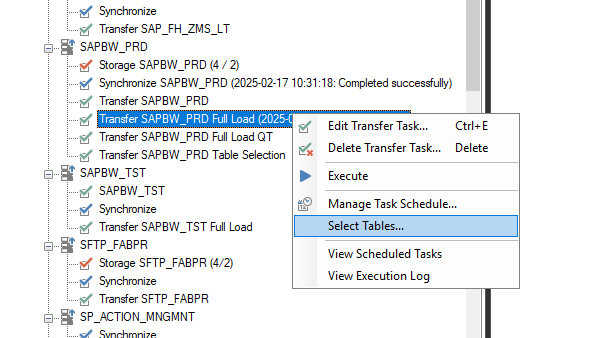 Synchronize
Transfer SAP_FH_ZMS_LT
SAPBW_PRD
Storage SAPBW_PRD (4 / 2)
Synchronize SAPBW_PRD (2025-02-17 10:31:18: Completed successfully)
Transfer SAPBW_PRD
Transfer SAPBW_PRD Full Load (2025-0
Transfer SAPBW_PRD Full Load QT
Transfer SAPBW_PRD Table Selection
SAPBW_TST
SAPBW_TST
Synchronize
Transfer SAPBW_TST Full Load
SFTP_FABPR
Storage SFTP_FABPR (4/2)
Synchronize
Transfer SFTP_FABPR
SP_ACTION_MNGMNT
Synchronize
Edit Transfer Task... Ctrl+E
Delete Transfer Task... Delete
Execute
Manage Task Schedule...
Select Tables...
View Scheduled Tasks
View Execution Log